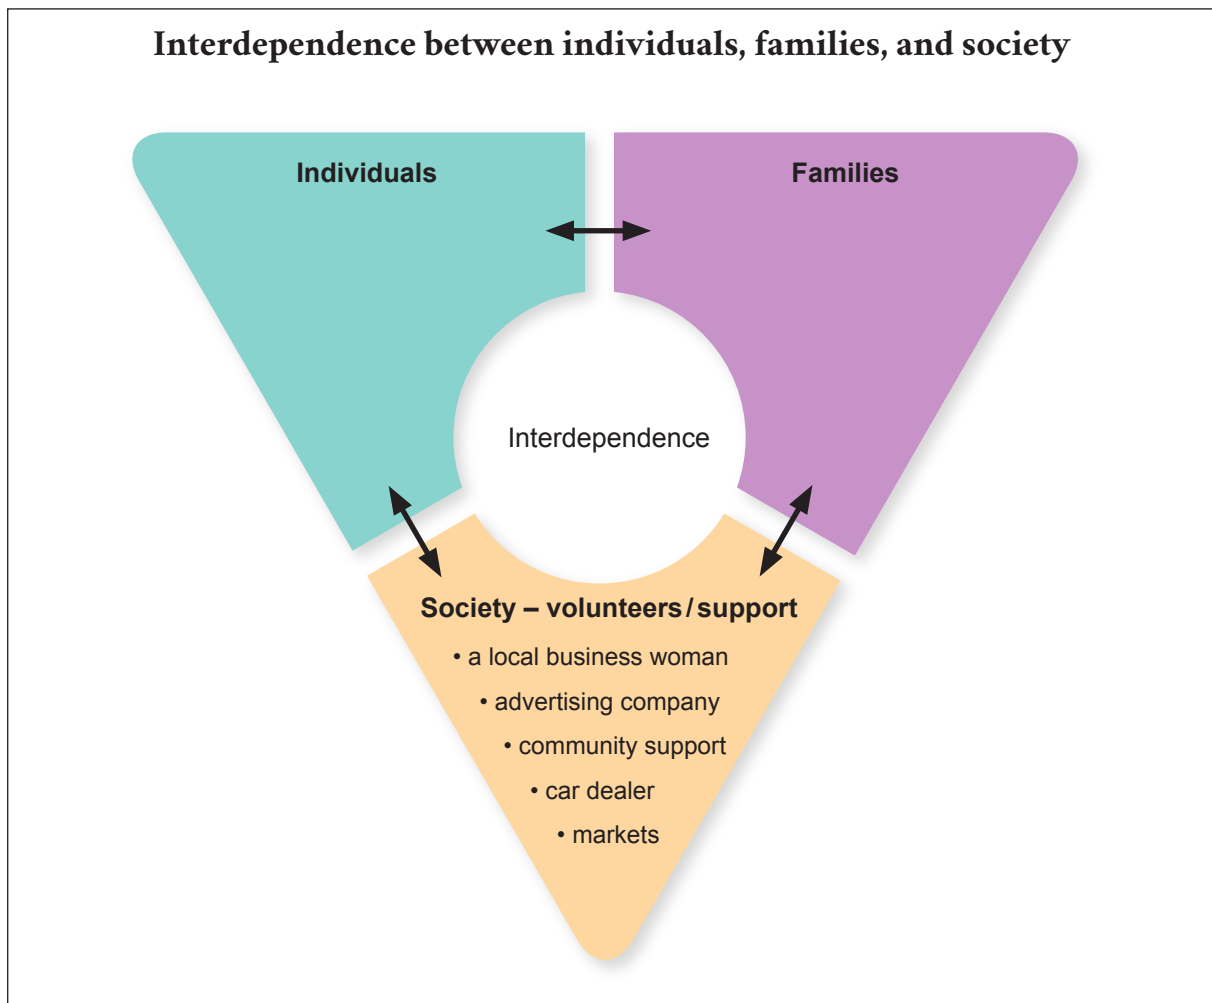 Interdependence between individuals, families, and society
Individuals
Families
Interdependence
Society – volunteers / support
• a local business woman
• advertising company
• community support
• car dealer
• markets